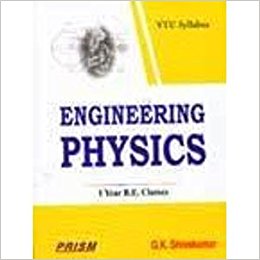 VTU Syllabus
ENGINEERING
PHYSICS
I Year B.E. Classes
PRISM
G.K. Shivakumar